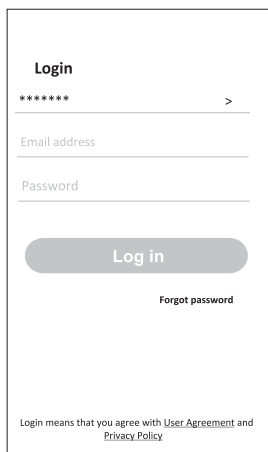 Login
******* >
Email address
Password
Log in
Forgot password
Login means that you agree with User Agreement and
Privacy Policy